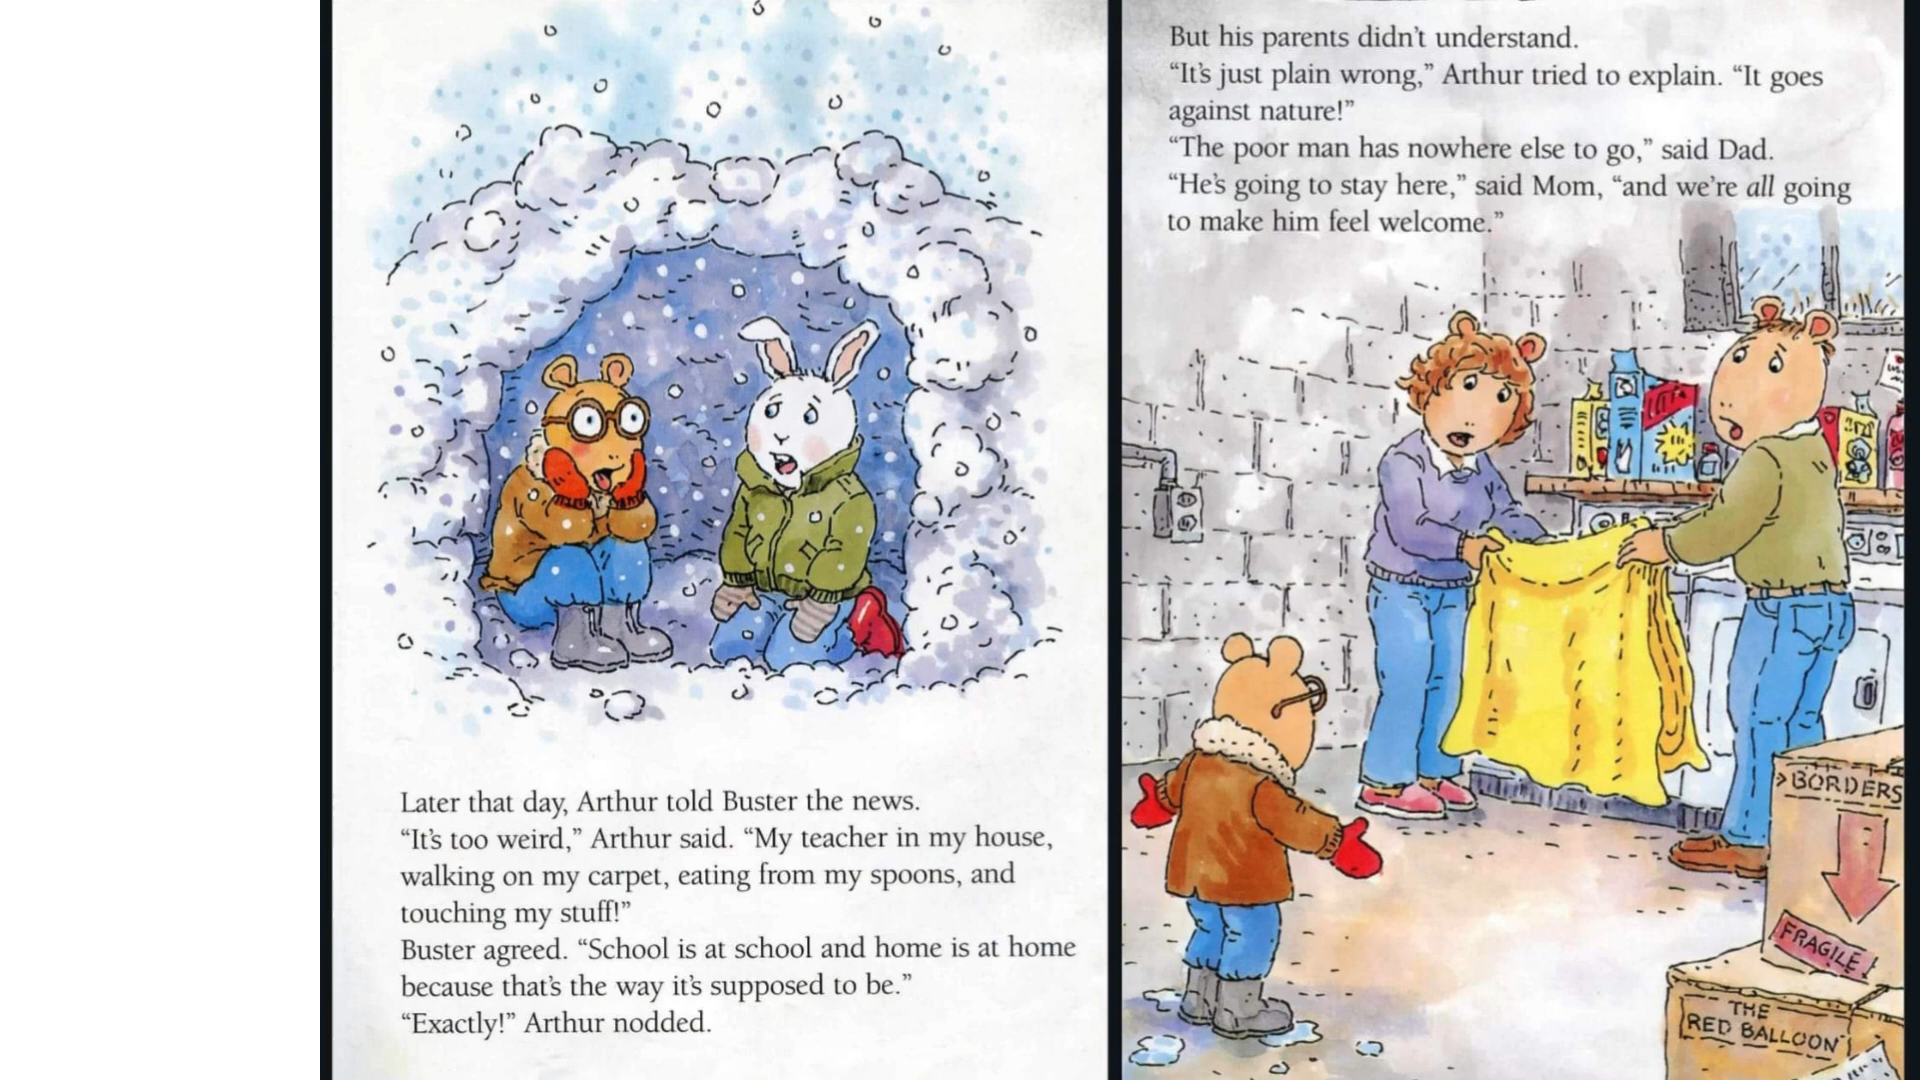 Later that day, Arthur told Buster the news.
“It’s too weird,” Arthur said. “My teacher in my house,
walking on my carpet, eating from my spoons, and
touching my stuff!”
Buster agreed. “School is at school and home is at home
because that’s the way it’s supposed to be.”
“Exactly!” Arthur nodded.
But his parents didn’t understand.
“It’s just plain wrong,” Arthur tried to explain. “It goes
against nature!”
“The poor man has nowhere else to go,” said Dad.
“He’s going to stay here,” said Mom, “and we’re all going
to make him feel welcome.”
>BORDERS
FRAGILE!
THE
RED BALLOON